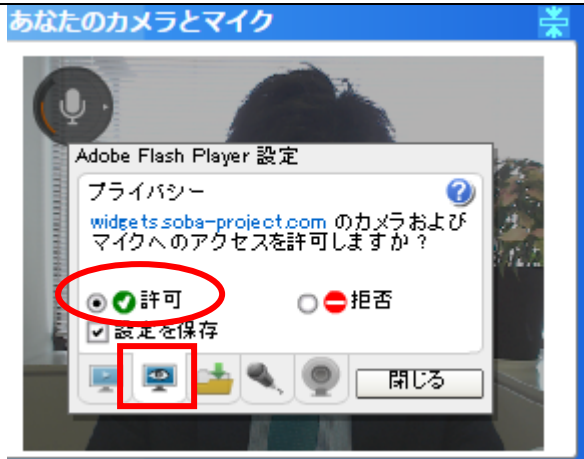 あなたのカメラとマイク
Adobe Flash Player 設定
プライバシー
widgets.soba-project.com のカメラおよび
マイクへのアクセスを許可しますか?
許可
拒否
設定を保存
閉じる